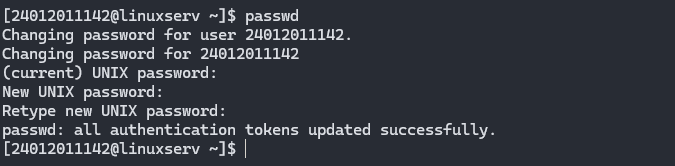 [24012011142@linuxserv ~]$ passwd
Changing password for user 24012011142.
Changing password for 24012011142
(current) UNIX password:
New UNIX password:
Retype new UNIX password:
passwd: all authentication tokens updated successfully.
[24012011142@linuxserv ~]$